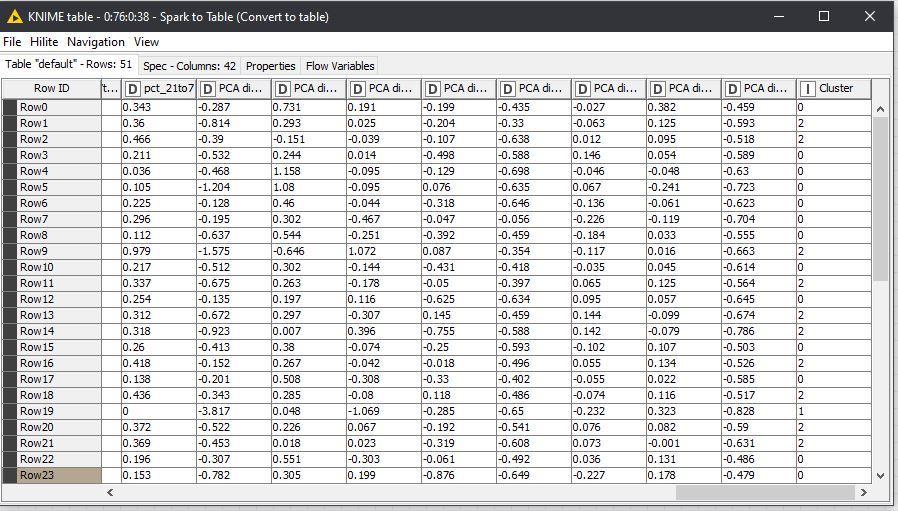 KNIME table - 0:76:0:38 - Spark to Table (Convert to table)
File Hilite Navigation View
Table "default" - Rows: 51 Spec - Columns: 42 Properties Flow Variables
Row ID 't... D pct_21to7 D PCA di... D PCA di... D PCA di... D PCA di... D PCA di... D PCA di... D PCA di... D PCA di... I Cluster
Row0 0.343 -0.287 0.731 0.191 -0.199 -0.435 -0.027 0.382 -0.459 0
Row1 0.36 -0.814 0.293 0.025 -0.204 -0.33 -0.063 0.125 -0.593 2
Row2 0.466 -0.39 -0.151 -0.039 -0.107 -0.638 0.012 0.095 -0.518 2
Row3 0.211 -0.532 0.244 0.014 -0.498 -0.588 0.146 0.054 -0.589 0
Row4 0.036 -0.468 1.158 -0.095 -0.129 -0.698 -0.046 -0.048 -0.63 0
Row5 0.105 -1.204 1.08 -0.095 0.076 -0.635 0.067 -0.241 -0.723 0
Row6 0.225 -0.128 0.46 -0.044 -0.318 -0.646 -0.136 -0.061 -0.623 0
Row7 0.296 -0.195 0.302 -0.467 -0.047 -0.056 -0.226 -0.119 -0.704 0
Row8 0.112 -0.637 0.544 -0.251 -0.392 -0.459 -0.184 0.033 -0.555 0
Row9 0.979 -1.575 -0.646 1.072 0.087 -0.354 -0.117 0.016 -0.663 2
Row10 0.217 -0.512 0.302 -0.144 -0.431 -0.418 -0.035 0.045 -0.614 0
Row11 0.337 -0.675 0.263 -0.178 -0.05 -0.397 0.065 0.125 -0.564 2
Row12 0.254 -0.135 0.197 0.116 -0.625 -0.634 0.095 0.057 -0.645 0
Row13 0.312 -0.672 0.297 -0.307 0.145 -0.459 0.144 -0.099 -0.674 2
Row14 0.318 -0.923 0.007 0.396 -0.755 -0.588 0.142 -0.079 -0.786 2
Row15 0.26 -0.413 0.38 -0.074 -0.25 -0.593 -0.102 0.107 -0.503 0
Row16 0.418 -0.152 0.267 -0.042 -0.018 -0.496 0.055 0.134 -0.526 2
Row17 0.138 -0.201 0.508 -0.308 -0.33 -0.402 -0.055 0.022 -0.585 0
Row18 0.436 -0.343 0.285 -0.08 0.118 -0.486 -0.074 0.116 -0.517 2
Row19 0 -3.817 0.048 -1.069 -0.285 -0.65 -0.232 0.323 -0.828 1
Row20 0.372 -0.522 0.226 0.067 -0.192 -0.541 0.076 0.082 -0.59 2
Row21 0.369 -0.453 0.018 0.023 -0.319 -0.608 0.073 -0.001 -0.631 2
Row22 0.196 -0.307 0.551 -0.303 -0.061 -0.492 0.036 0.131 -0.486 0
Row23 0.153 -0.782 0.305 0.199 -0.876 -0.649 -0.227 0.178 -0.479 0